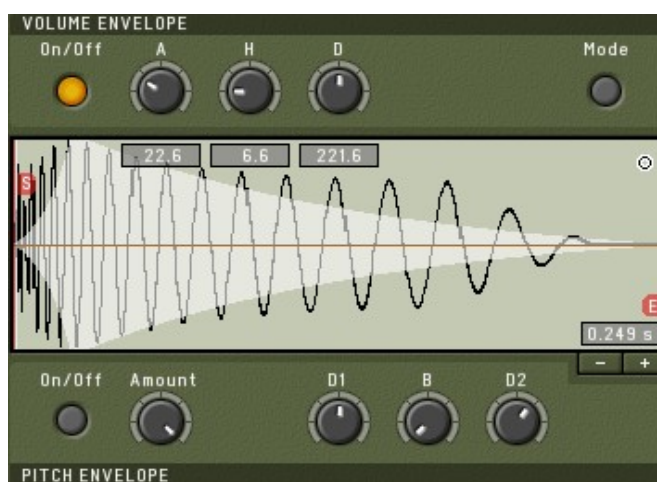 VOLUME ENVELOPE
On/Off A H D Mode
22.6 6.6 221.6
S
E
0.249 s
- +
On/Off Amount D1 B D2
PITCH ENVELOPE